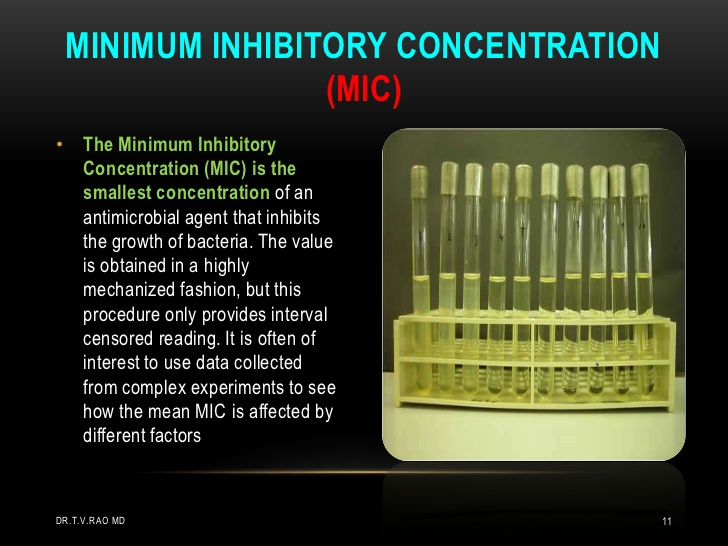 MINIMUM INHIBITORY CONCENTRATION
(MIC)
• The Minimum Inhibitory
Concentration (MIC) is the
smallest concentration of an
antimicrobial agent that inhibits
the growth of bacteria. The value
is obtained in a highly
mechanized fashion, but this
procedure only provides interval
censored reading. It is often of
interest to use data collected
from complex experiments to see
how the mean MIC is affected by
different factors
DR.T.V.RAO MD
11